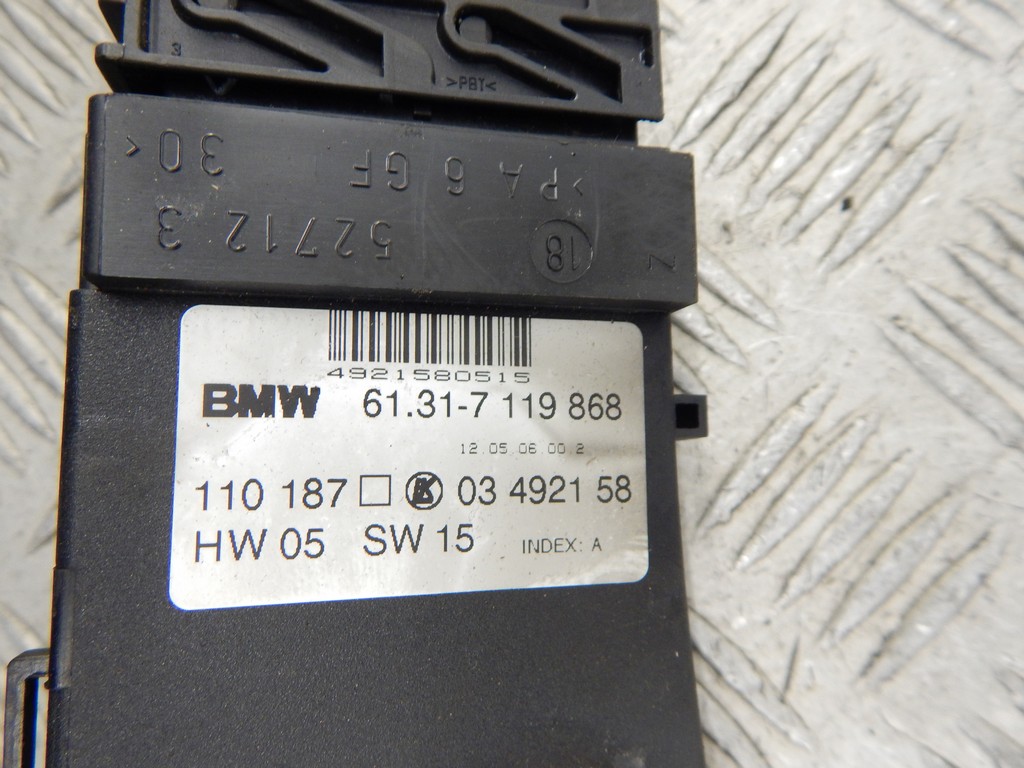 3
>PBT<
>PA 6 GF 30<
Z 18 52712 3
4921580515
BMW 61.31-7 119 868
12.05.06.00.2
110 187 □ K 03 4921 58
HW 05 SW 15 INDEX: A